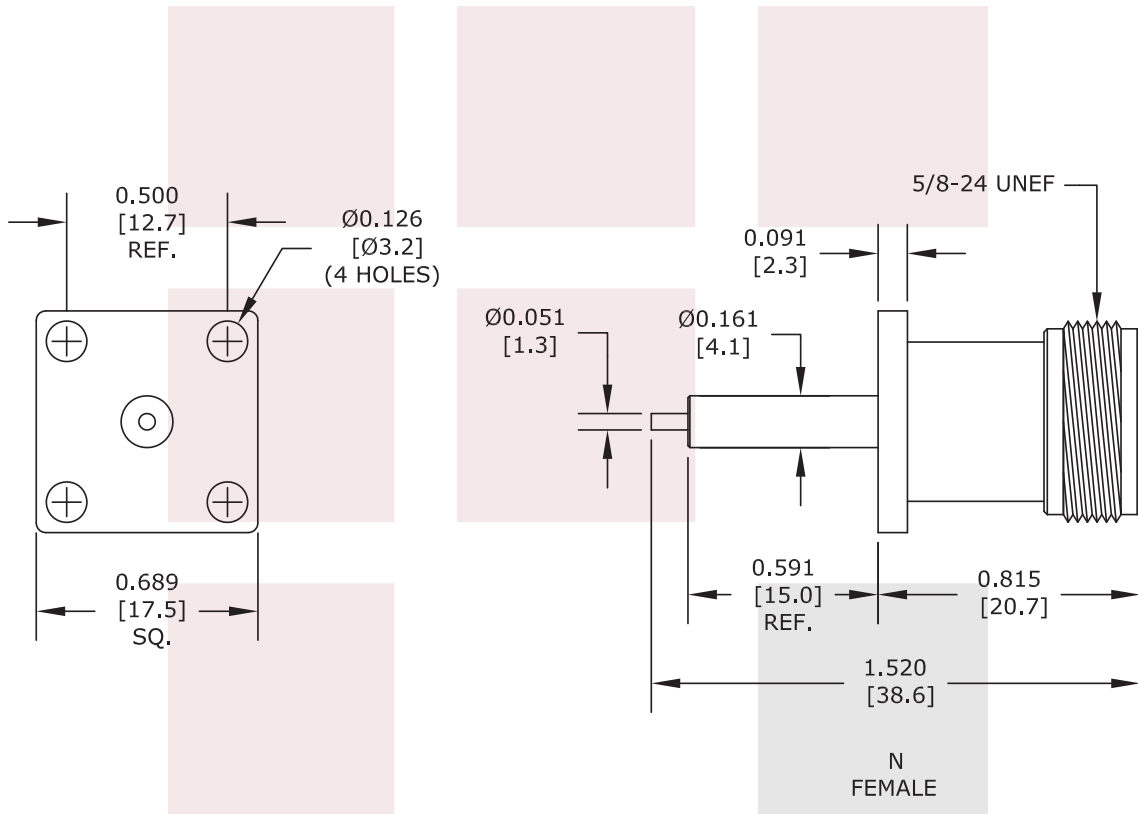 0.500
[12.7]
REF.
Ø0.126
[Ø3.2]
(4 HOLES)
0.689
[17.5]
SQ.
5/8-24 UNEF
0.091
[2.3]
Ø0.051
[1.3]
Ø0.161
[4.1]
0.591
[15.0]
REF.
0.815
[20.7]
1.520
[38.6]
N
FEMALE